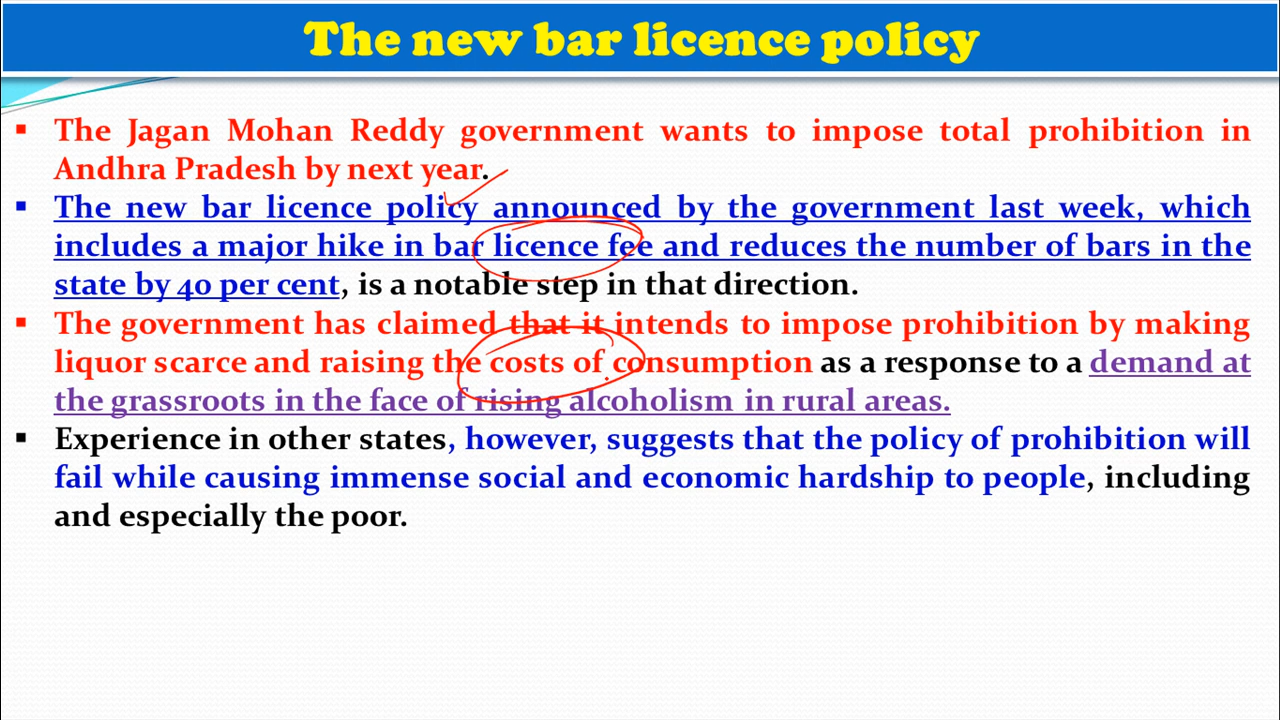 The new bar licence policy
▪ The Jagan Mohan Reddy government wants to impose total prohibition in
Andhra Pradesh by next year.
▪ The new bar licence policy announced by the government last week, which
includes a major hike in bar licence fee and reduces the number of bars in the
state by 40 per cent, is a notable step in that direction.
▪ The government has claimed that it intends to impose prohibition by making
liquor scarce and raising the costs of consumption as a response to a demand at
the grassroots in the face of rising alcoholism in rural areas.
▪ Experience in other states, however, suggests that the policy of prohibition will
fail while causing immense social and economic hardship to people, including
and especially the poor.